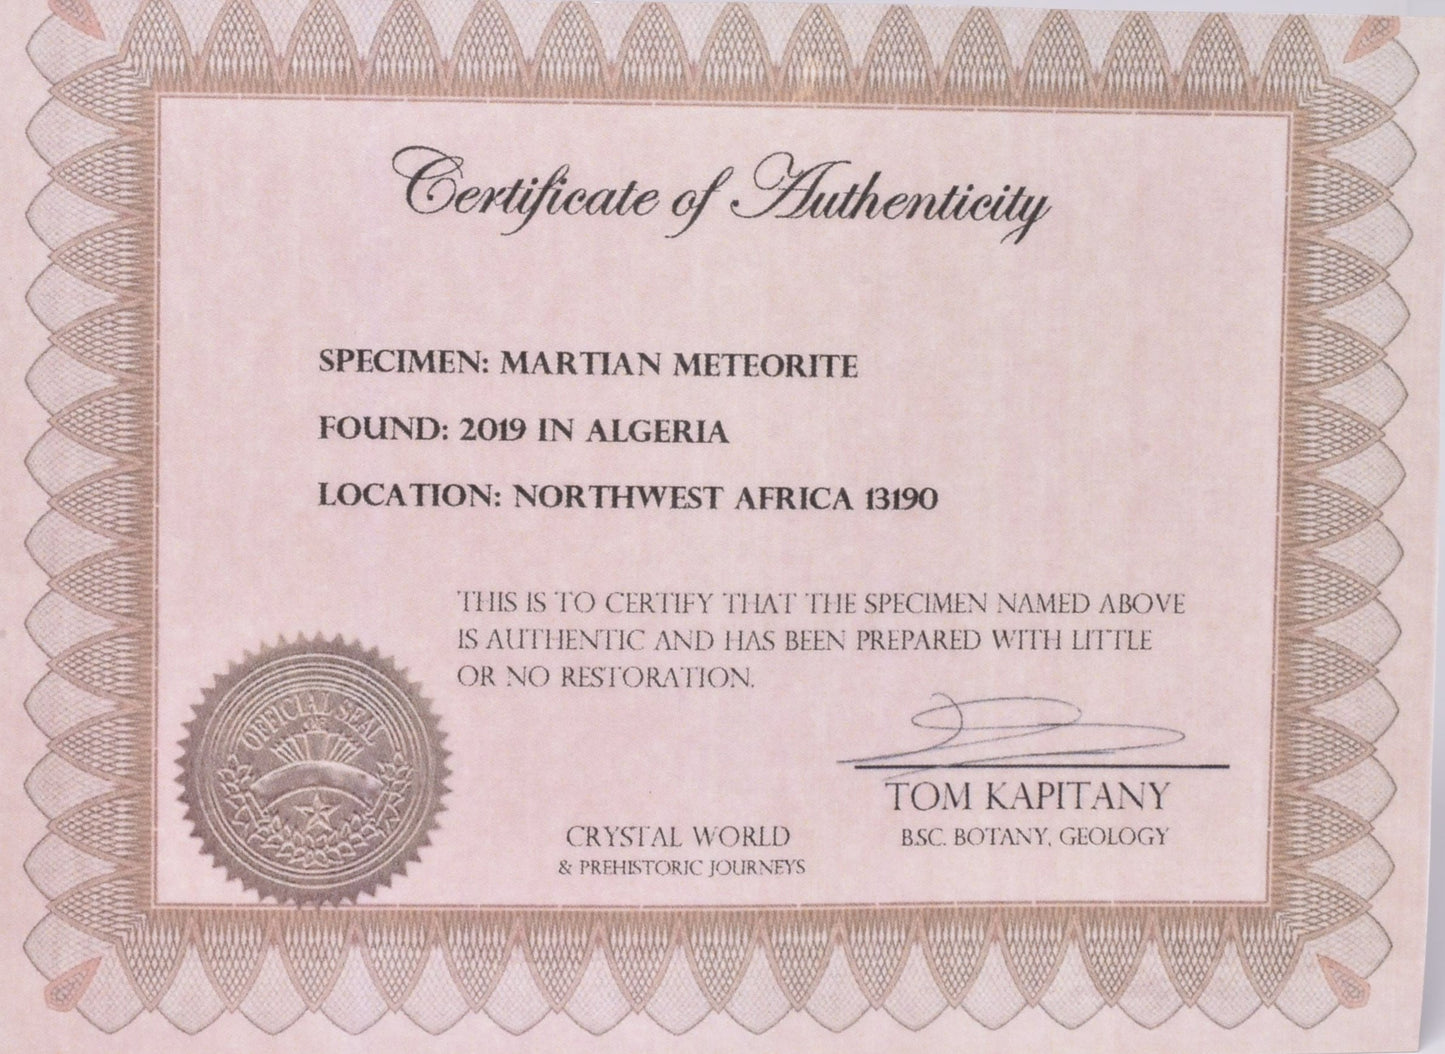 Certificate of Authenticity
SPECIMEN: MARTIAN METEORITE
FOUND: 2019 IN ALGERIA
LOCATION: NORTHWEST AFRICA 13190
THIS IS TO CERTIFY THAT THE SPECIMEN NAMED ABOVE
IS AUTHENTIC AND HAS BEEN PREPARED WITH LITTLE
OR NO RESTORATION.
OFFICIAL SEAL
OF
TOM KAPITANY
B.SC. BOTANY, GEOLOGY
CRYSTAL WORLD
& PREHISTORIC JOURNEYS